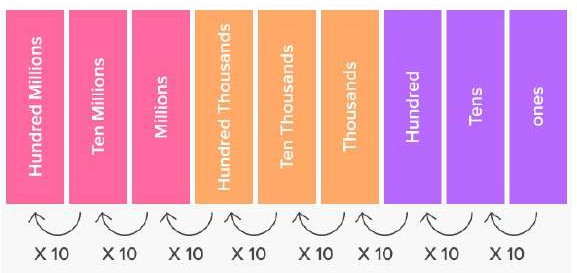 Hundred Millions
Ten Millions
Millions
Hundred Thousands
Ten Thousands
Thousands
Hundred
Tens
ones
X 10 X 10 X 10 X 10 X 10 X 10 X 10 X 10